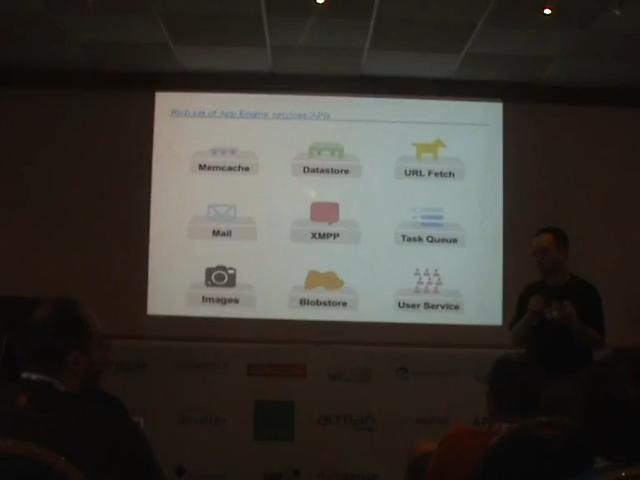 Rich set of App Engine services/APIs
Memcache
Datastore
URL Fetch
Mail
XMPP
Task Queue
Images
Blobstore
User Service